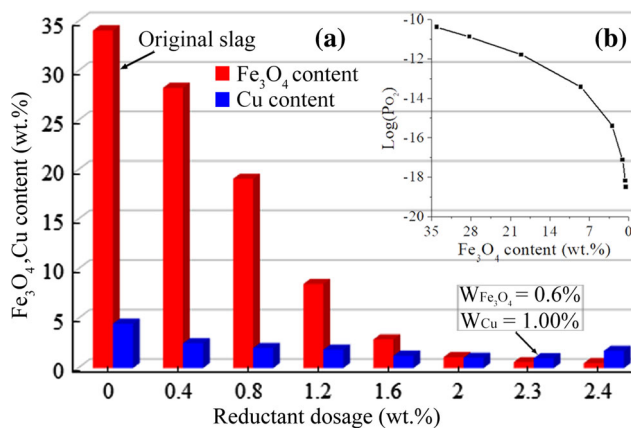 35
30
25
20
15
10
5
0
Fe₃O₄,Cu content (wt.%)
Original slag
(a)
Fe₃O₄ content
Cu content
(b)
-10
-12
-14
-16
-18
-20
Log(Po₂)
35 28 21 14 7 0
Fe₃O₄ content (wt.%)
WFe₃O₄ = 0.6%
WCu = 1.00%
0 0.4 0.8 1.2 1.6 2 2.3 2.4
Reductant dosage (wt.%)